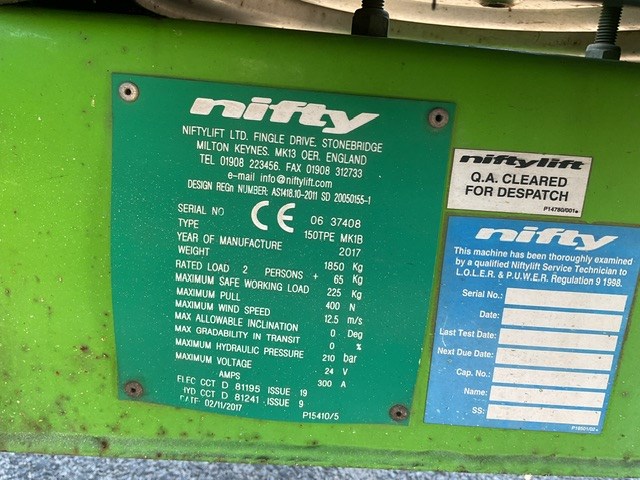 nifty
NIFTYLIFT LTD. FINGLE DRIVE, STONEBRIDGE
MILTON KEYNES. MK13 OER. ENGLAND
TEL 01908 223456. FAX 01908 312733
e-mail info@niftylift.com
DESIGN REGn NUMBER: AS1418.10-2011 SD 20050155-1
SERIAL NO CE 06 37408
TYPE 150TPE MK1B
YEAR OF MANUFACTURE 2017
WEIGHT 1850 Kg
RATED LOAD 2 PERSONS + 65 Kg
MAXIMUM SAFE WORKING LOAD 225 Kg
MAXIMUM PULL 400 N
MAXIMUM WIND SPEED 12.5 m/s
MAX ALLOWABLE INCLINATION 0 Deg
MAX GRADABILITY IN TRANSIT 0 %
MAXIMUM HYDRAULIC PRESSURE 210 bar
MAXIMUM VOLTAGE 24 V
AMPS 300 A
ELEC CCT D 81195 ISSUE 19
HYD CCT D 81241 ISSUE 9
DATE: 02/11/2017 P15410/5
niftylift
Q.A. CLEARED
FOR DESPATCH
P14780/001
nifty
This machine has been thoroughly examined
by a qualified Niftylift Service Technician to
L.O.L.E.R. & P.U.W.E.R. Regulation 9 1998.
Serial No.:
Date:
Last Test Date:
Next Due Date:
Cap. No.:
Name:
SS: